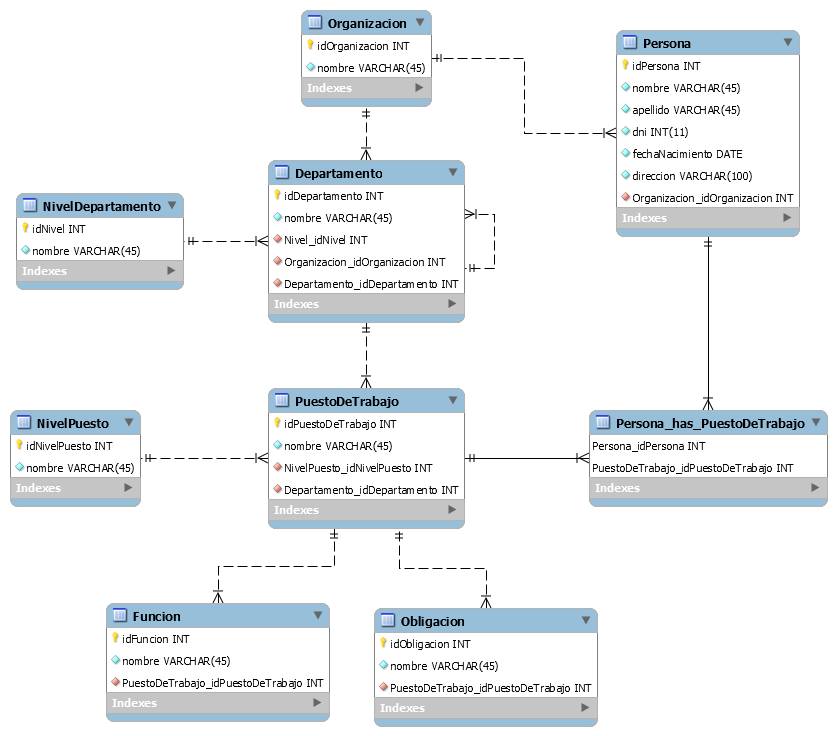 Organizacion
idOrganizacion INT
nombre VARCHAR(45)
Indexes
Persona
idPersona INT
nombre VARCHAR(45)
apellido VARCHAR(45)
dni INT(11)
fechaNacimiento DATE
direccion VARCHAR(100)
Organizacion_idOrganizacion INT
Indexes
Departamento
idDepartamento INT
nombre VARCHAR(45)
Nivel_idNivel INT
Organizacion_idOrganizacion INT
Departamento_idDepartamento INT
Indexes
NivelDepartamento
idNivel INT
nombre VARCHAR(45)
Indexes
PuestoDeTrabajo
idPuestoDeTrabajo INT
nombre VARCHAR(45)
NivelPuesto_idNivelPuesto INT
Departamento_idDepartamento INT
Indexes
NivelPuesto
idNivelPuesto INT
nombre VARCHAR(45)
Indexes
Persona_has_PuestoDeTrabajo
Persona_idPersona INT
PuestoDeTrabajo_idPuestoDeTrabajo INT
Indexes
Funcion
idFuncion INT
nombre VARCHAR(45)
PuestoDeTrabajo_idPuestoDeTrabajo INT
Indexes
Obligacion
idObligacion INT
nombre VARCHAR(45)
PuestoDeTrabajo_idPuestoDeTrabajo INT
Indexes